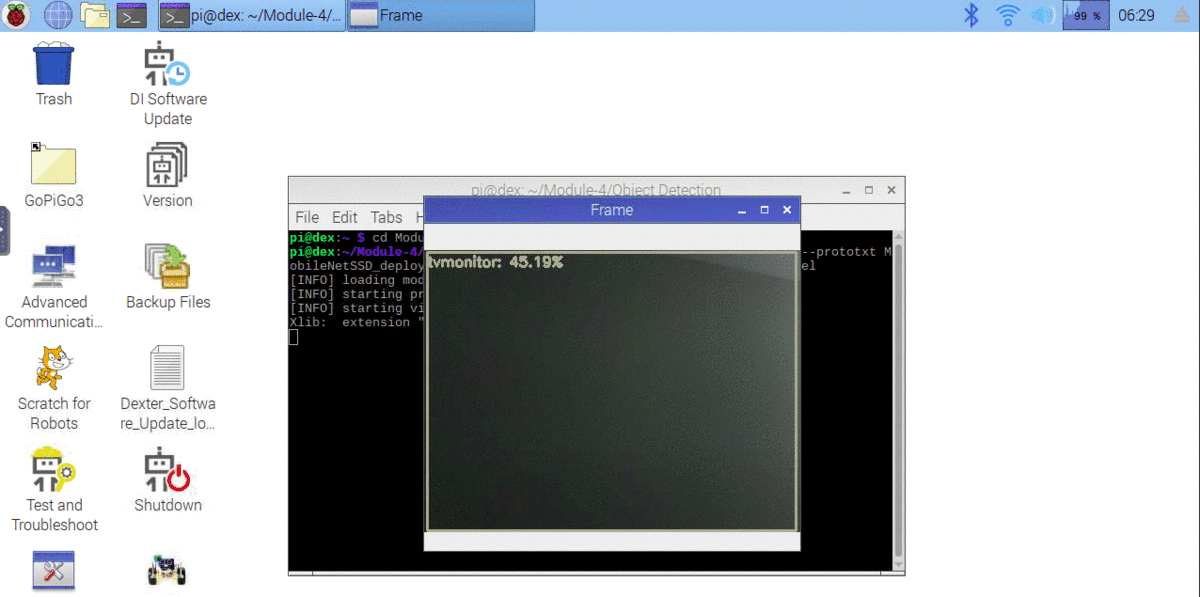 pi@dex: ~/Module-4/...
Frame
99 %
06:29
Trash
DI Software
Update
GoPiGo3
Version
Advanced
Communicati...
Backup Files
Scratch for
Robots
Dexter_Softwa
re_Update_lo...
Test and
Troubleshoot
Shutdown
pi@dex: ~/Module-4/Object Detection
File Edit Tabs
Frame
pi@dex:~ $ cd Modu
pi@dex:~/Module-4/ --prototxt M
obileNetSSD_deploy el
[INFO] loading mod
[INFO] starting pr
[INFO] starting vi
Xlib: extension "
tvmonitor: 45.19%